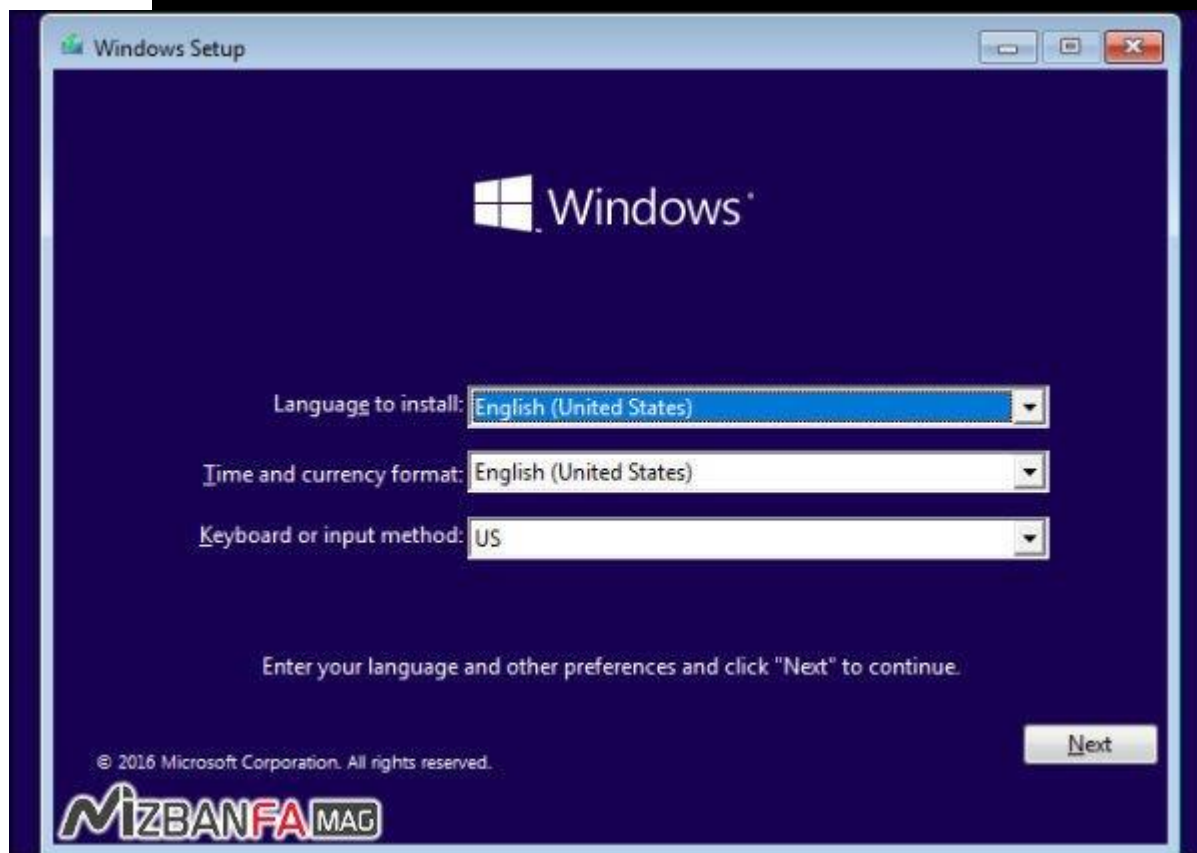 Windows Setup
Windows
Language to install: English (United States)
Time and currency format: English (United States)
Keyboard or input method: US
Enter your language and other preferences and click "Next" to continue.
Next
© 2016 Microsoft Corporation. All rights reserved.
MIZBANFA MAG